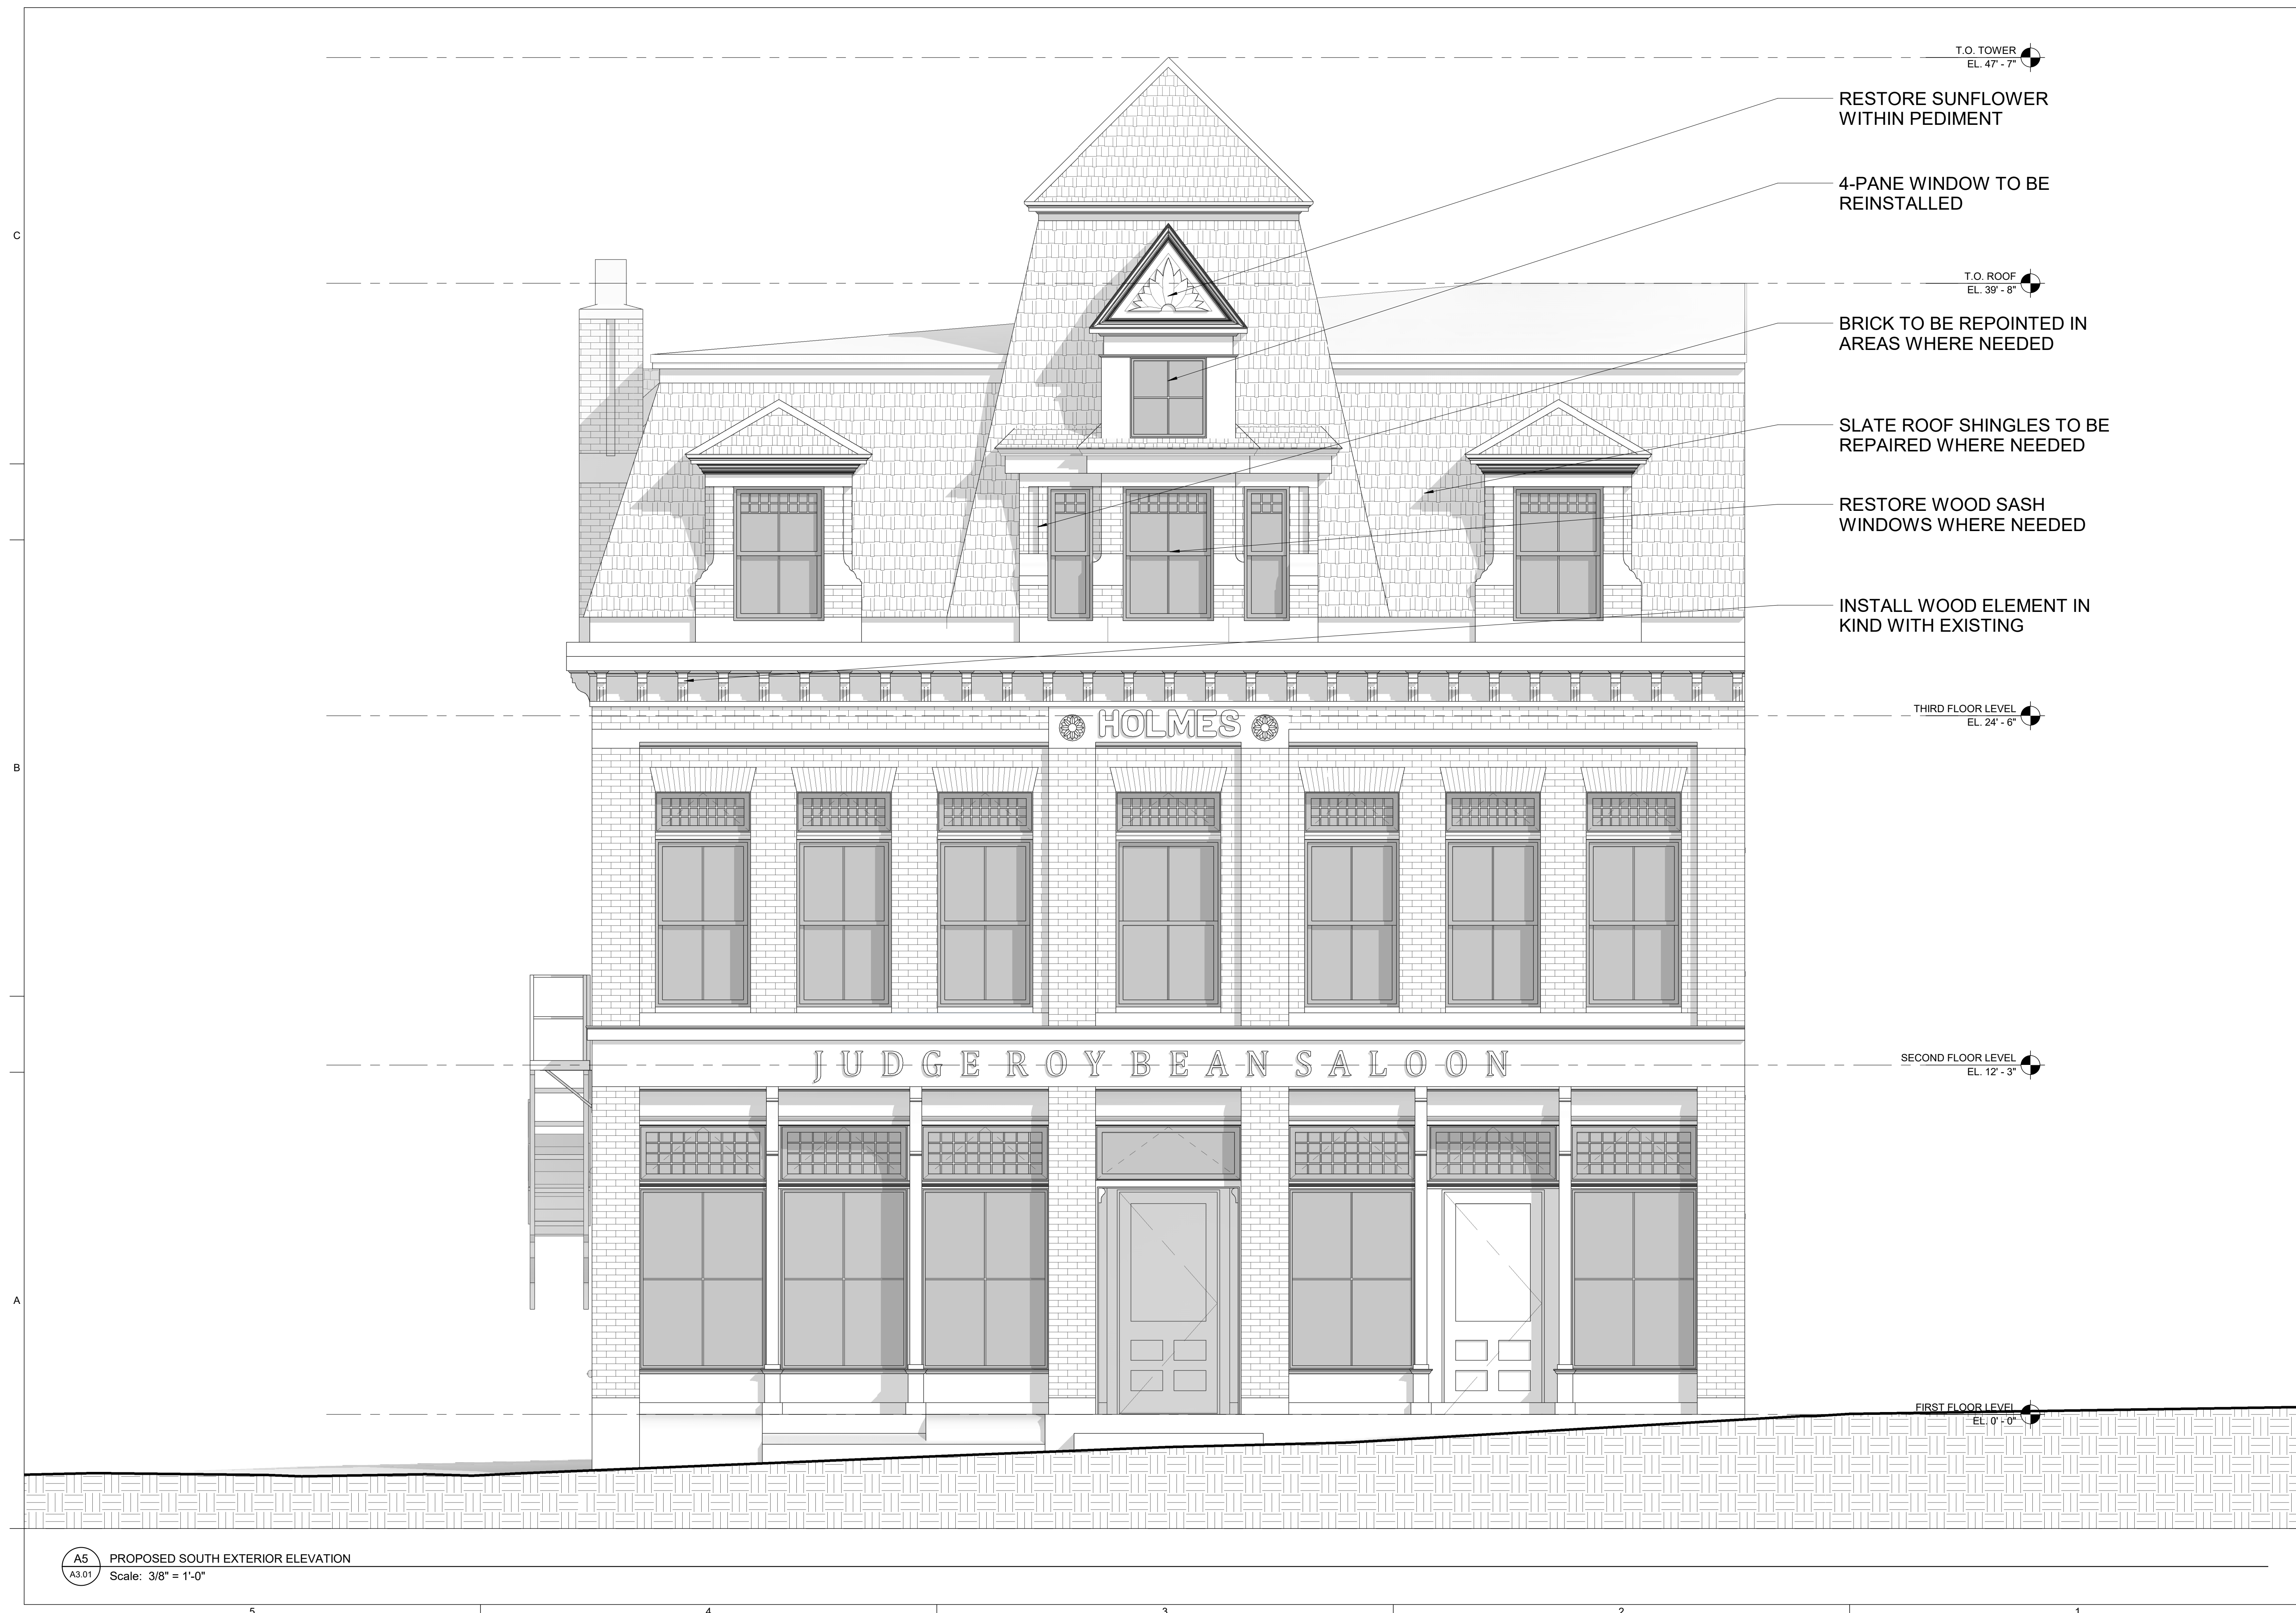 T.O. TOWER
EL. 47' - 7"
RESTORE SUNFLOWER
WITHIN PEDIMENT
4-PANE WINDOW TO BE
REINSTALLED
C
T.O. ROOF
EL. 39' - 8"
BRICK TO BE REPOINTED IN
AREAS WHERE NEEDED
SLATE ROOF SHINGLES TO BE
REPAIRED WHERE NEEDED
RESTORE WOOD SASH
WINDOWS WHERE NEEDED
INSTALL WOOD ELEMENT IN
KIND WITH EXISTING
THIRD FLOOR LEVEL
EL. 24' - 6"
HOLMES
B
SECOND FLOOR LEVEL
EL. 12' - 3"
JUDGE ROY BEAN SALOON
A
FIRST FLOOR LEVEL
EL. 0' - 0"
A5
A3.01
PROPOSED SOUTH EXTERIOR ELEVATION
Scale: 3/8" = 1'-0"
5 4 3 2 1